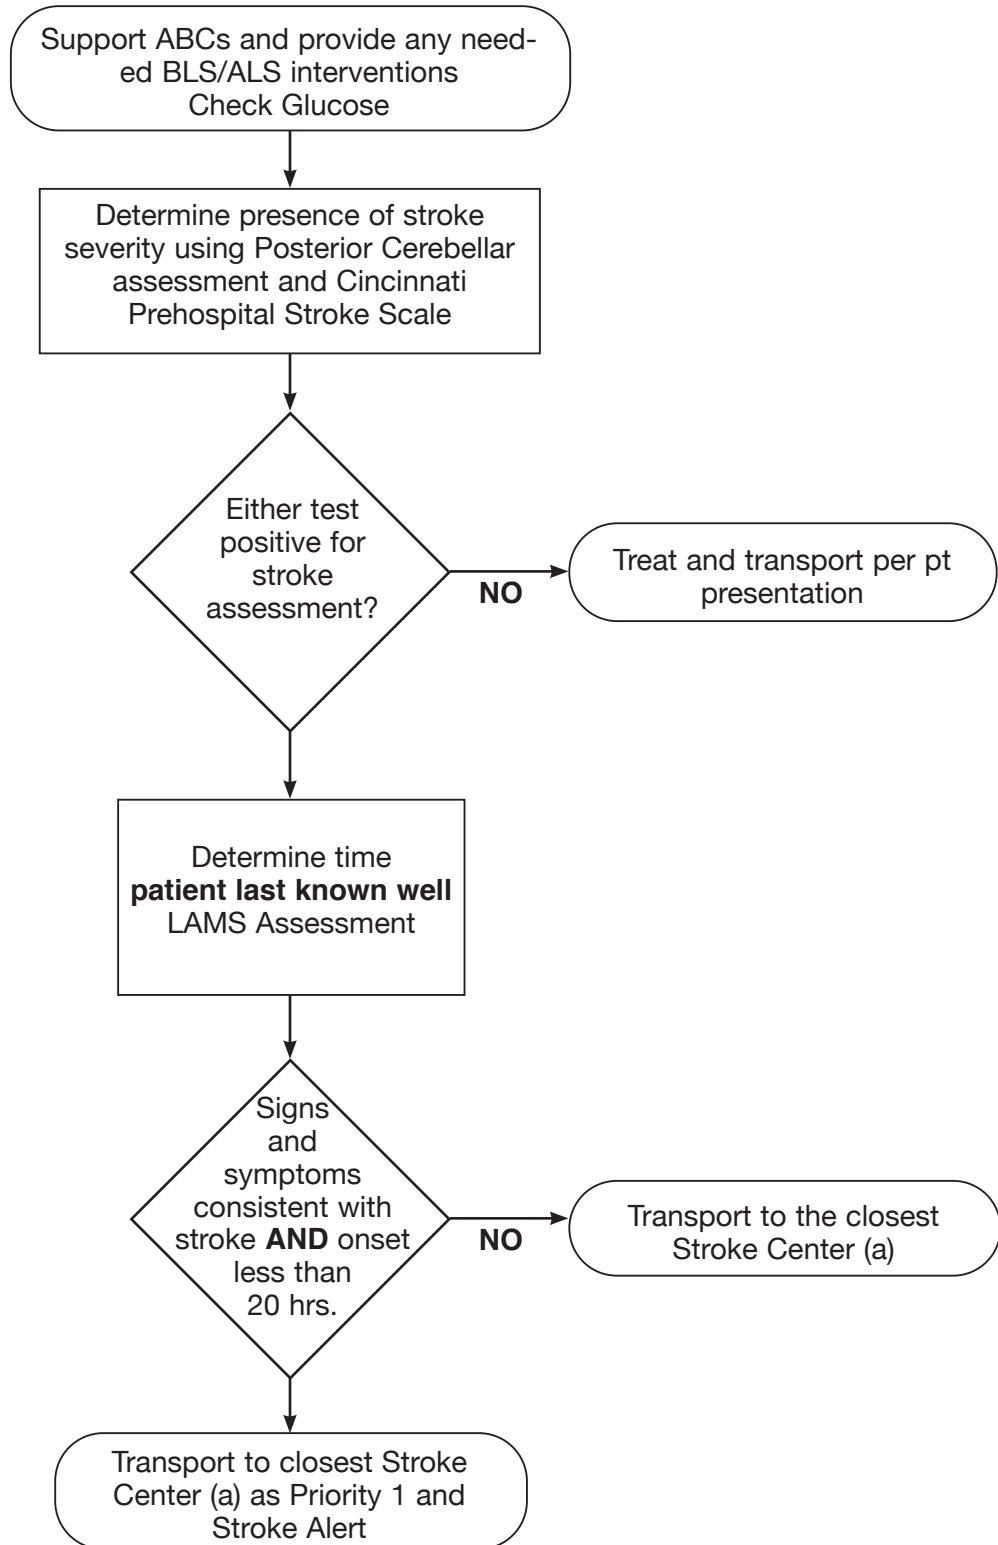 Support ABCs and provide any need-
ed BLS/ALS interventions
Check Glucose
Determine presence of stroke
severity using Posterior Cerebellar
assessment and Cincinnati
Prehospital Stroke Scale
Either test
positive for
stroke
assessment?
NO
Treat and transport per pt
presentation
Determine time
patient last known well
LAMS Assessment
Signs
and
symptoms
consistent with
stroke AND onset
less than
20 hrs.
NO
Transport to the closest
Stroke Center (a)
Transport to closest Stroke
Center (a) as Priority 1 and
Stroke Alert